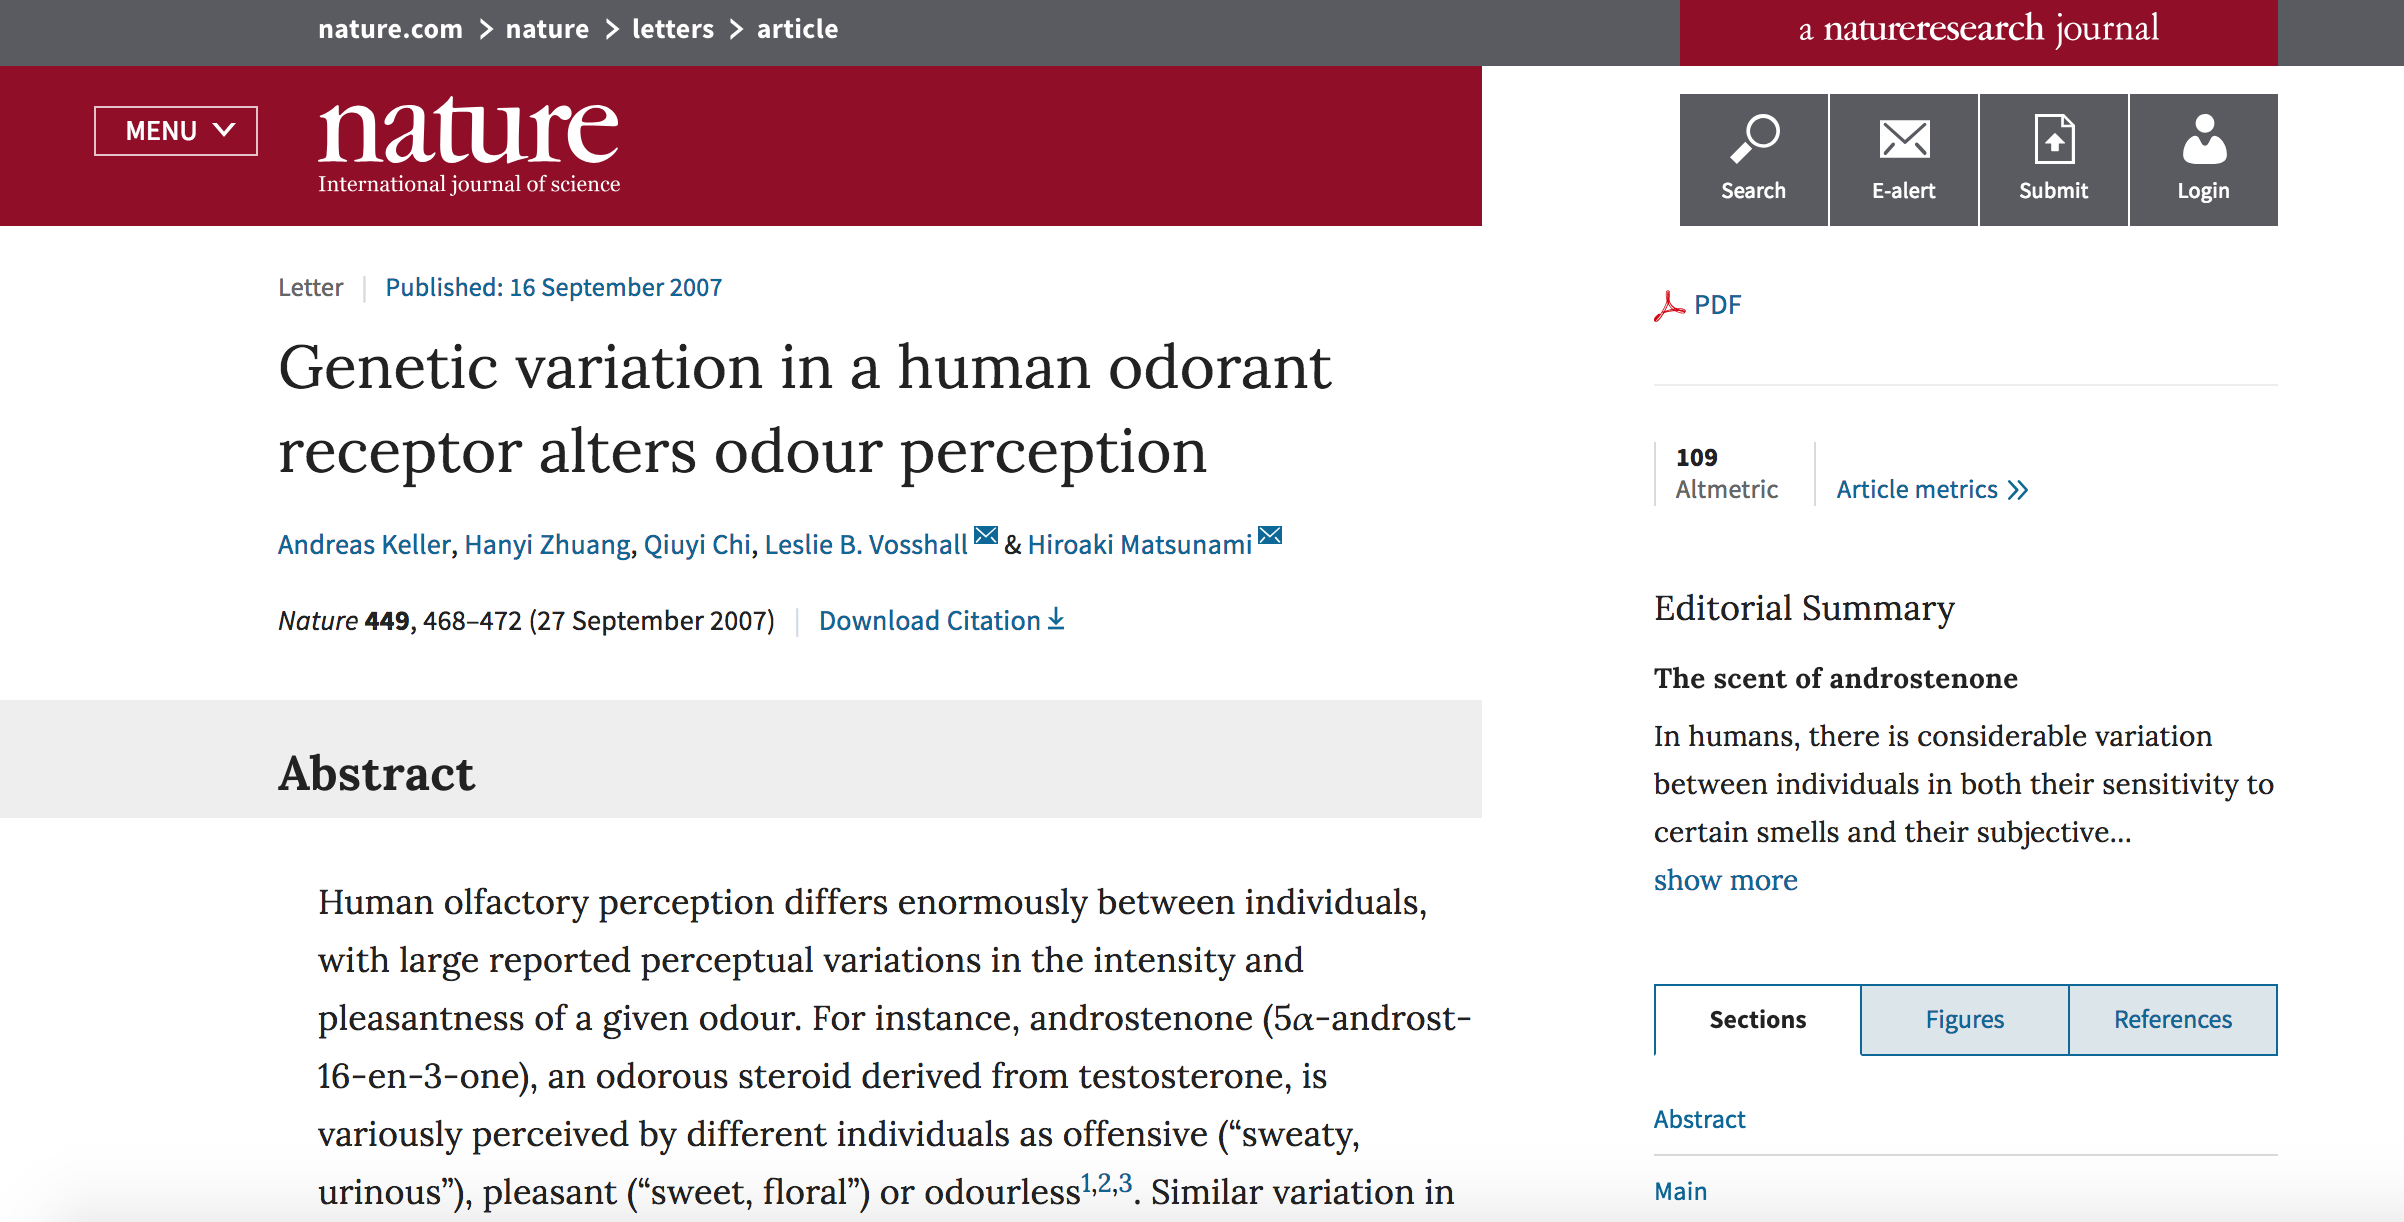 nature.com > nature > letters > article
a natureresearch journal
MENU
nature
International journal of science
Search
E-alert
Submit
Login
Letter
Published: 16 September 2007
Genetic variation in a human odorant
receptor alters odour perception
Andreas Keller, Hanyi Zhuang, Qiuyi Chi, Leslie B. Vosshall & Hiroaki Matsunami
Nature 449, 468–472 (27 September 2007)
Download Citation
Abstract
Human olfactory perception differs enormously between individuals,
with large reported perceptual variations in the intensity and
pleasantness of a given odour. For instance, androstenone (5α-androst-
16-en-3-one), an odorous steroid derived from testosterone, is
variously perceived by different individuals as offensive (“sweaty,
urinous”), pleasant (“sweet, floral”) or odourless1,2,3. Similar variation in
PDF
109
Altmetric
Article metrics
Editorial Summary
The scent of androstenone
In humans, there is considerable variation
between individuals in both their sensitivity to
certain smells and their subjective...
show more
Sections
Figures
References
Abstract
Main